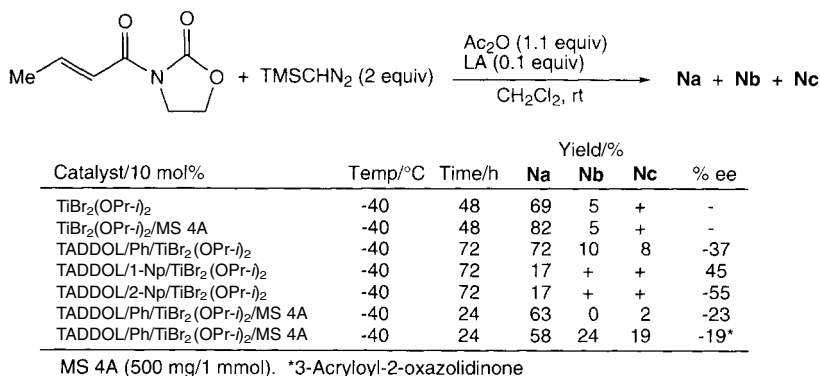 O O
Ac2O (1.1 equiv)
LA (0.1 equiv)
Me N O + TMSCHN2 (2 equiv) Na + Nb + Nc
CH2Cl2, rt
Yield/%
Catalyst/10 mol% Temp/°C Time/h Na Nb Nc % ee
TiBr2(OPr-i)2 -40 48 69 5 + -
TiBr2(OPr-i)2/MS 4A -40 48 82 5 + -
TADDOL/Ph/TiBr2(OPr-i)2 -40 72 72 10 8 -37
TADDOL/1-Np/TiBr2(OPr-i)2 -40 72 17 + + 45
TADDOL/2-Np/TiBr2(OPr-i)2 -40 72 17 + + -55
TADDOL/Ph/TiBr2(OPr-i)2/MS 4A -40 24 63 0 2 -23
TADDOL/Ph/TiBr2(OPr-i)2/MS 4A -40 24 58 24 19 -19*
MS 4A (500 mg/1 mmol). *3-Acryloyl-2-oxazolidinone